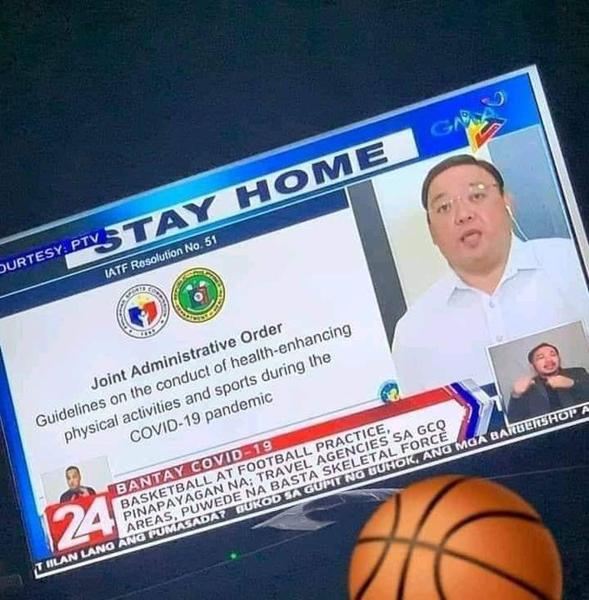 GMA
STAY HOME
OURTESY: PTV
IATF Resolution No. 51
Joint Administrative Order
Guidelines on the conduct of health-enhancing
physical activities and sports during the
COVID-19 pandemic
BANTAY COVID-19
24
BASKETBALL AT FOOTBALL PRACTICE,
PINAPAYAGAN NA; TRAVEL AGENCIES SA GCQ
AREAS, PUWEDE NA BASTA SKELETAL FORCE
T IILAN LANG ANG PUMASADA? BUKOD SA GUPIT NG BUHOK, ANG MGA BARBERSHOP A